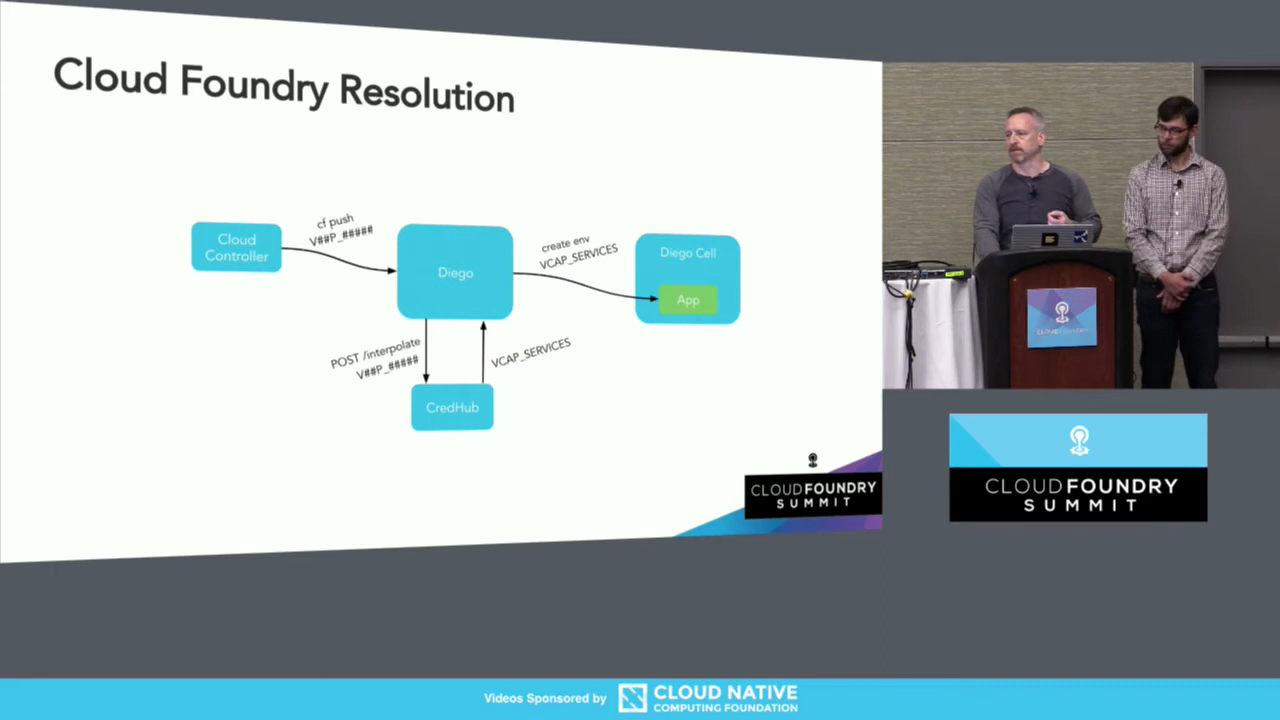 Cloud Foundry Resolution
Cloud
Controller
cf push
V##P_#####
Diego
create env
VCAP_SERVICES
Diego Cell
App
POST /interpolate
V##P_#####
VCAP_SERVICES
CredHub
CLOUDFOUNDRY
SUMMIT
CLOUDFOUNDRY
CLOUDFOUNDRY
SUMMIT
Videos Sponsored by
CLOUD NATIVE
COMPUTING FOUNDATION